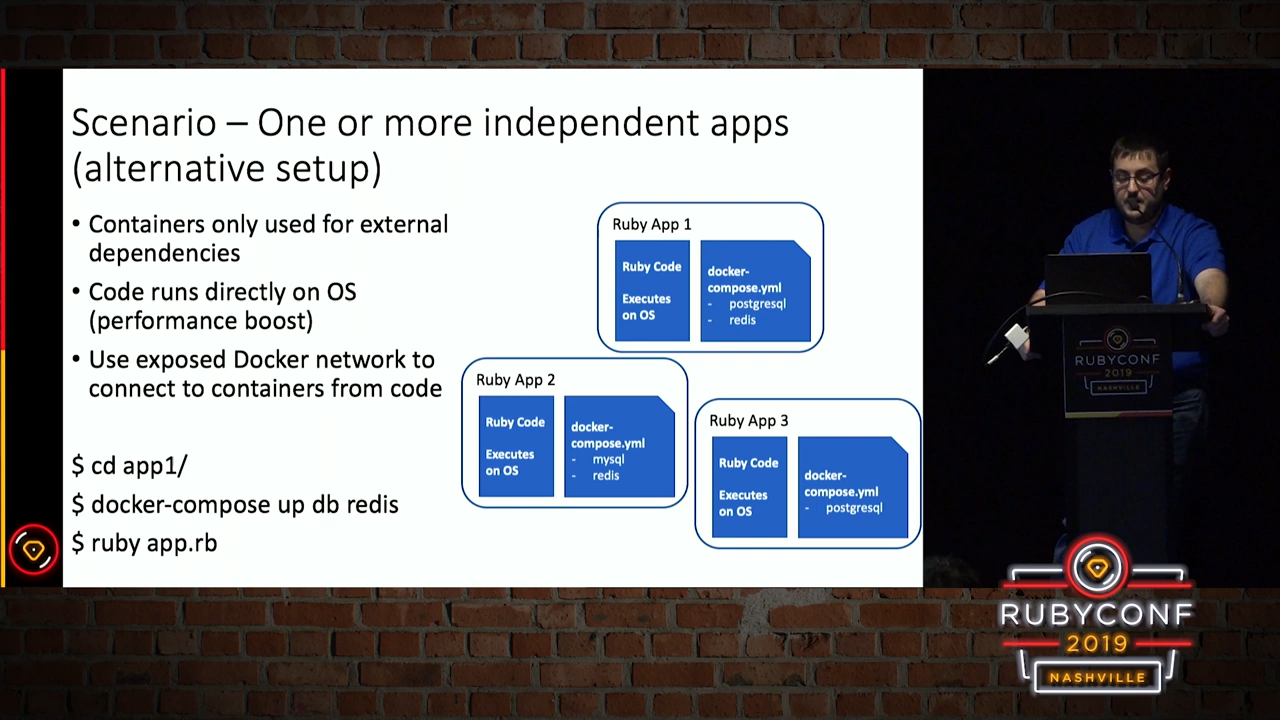 Scenario – One or more independent apps
(alternative setup)
• Containers only used for external
dependencies
• Code runs directly on OS
(performance boost)
• Use exposed Docker network to
connect to containers from code
$ cd app1/
$ docker-compose up db redis
$ ruby app.rb
Ruby App 1
Ruby Code
Executes
on OS
docker-
compose.yml
- postgresql
- redis
Ruby App 2
Ruby Code
Executes
on OS
docker-
compose.yml
- mysql
- redis
Ruby App 3
Ruby Code
Executes
on OS
docker-
compose.yml
- postgresql
RUBYCONF
2019
NASHVILLE
RUBYCONF
2019
NASHVILLE